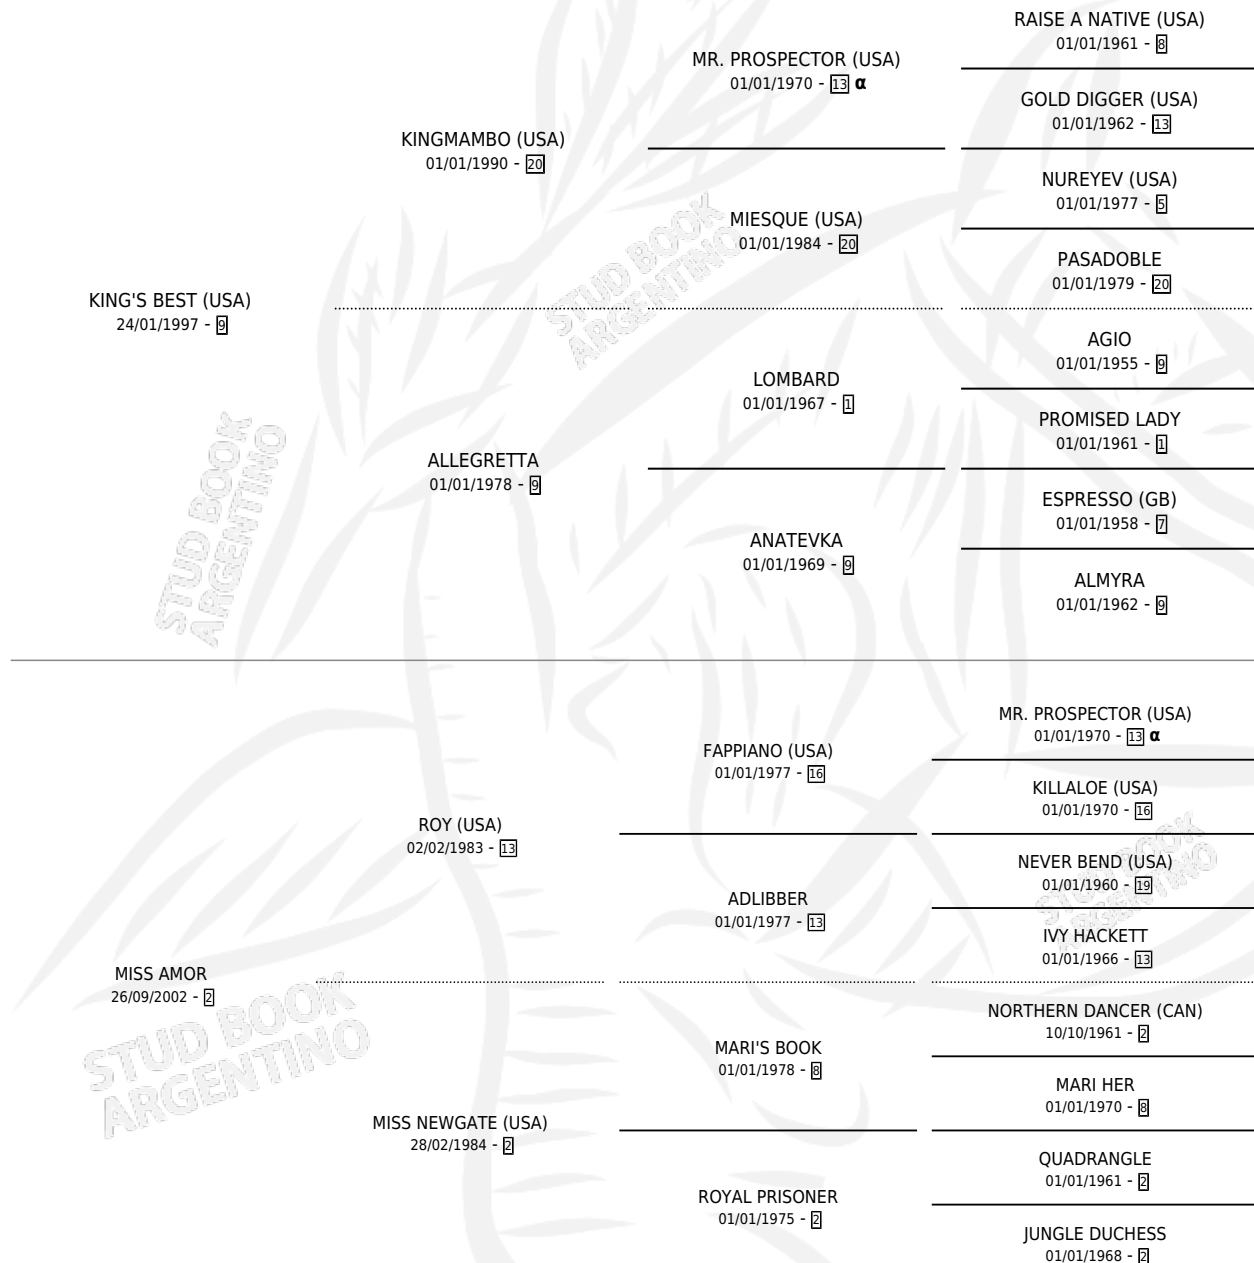 RAISE A NATIVE (USA)
01/01/1961 - 8
MR. PROSPECTOR (USA)
01/01/1970 - 13 α
GOLD DIGGER (USA)
01/01/1962 - 13
KINGMAMBO (USA)
01/01/1990 - 20
NUREYEV (USA)
01/01/1977 - 5
MIESQUE (USA)
01/01/1984 - 20
PASADOBLE
01/01/1979 - 20
KING'S BEST (USA)
24/01/1997 - 9
AGIO
01/01/1955 - 9
LOMBARD
01/01/1967 - 1
PROMISED LADY
01/01/1961 - 1
ALLEGRETTA
01/01/1978 - 9
ESPRESSO (GB)
01/01/1958 - 7
ANATEVKA
01/01/1969 - 9
ALMYRA
01/01/1962 - 9
MR. PROSPECTOR (USA)
01/01/1970 - 13 α
FAPPIANO (USA)
01/01/1977 - 16
KILLALOE (USA)
01/01/1970 - 16
ROY (USA)
02/02/1983 - 13
NEVER BEND (USA)
01/01/1960 - 19
ADLIBBER
01/01/1977 - 13
IVY HACKETT
01/01/1966 - 13
MISS AMOR
26/09/2002 - 2
NORTHERN DANCER (CAN)
10/10/1961 - 2
MARI'S BOOK
01/01/1978 - 8
MARI HER
01/01/1970 - 8
MISS NEWGATE (USA)
28/02/1984 - 2
QUADRANGLE
01/01/1961 - 2
ROYAL PRISONER
01/01/1975 - 2
JUNGLE DUCHESS
01/01/1968 - 2
STUD BOOK
ARGENTINO
STUD BOOK
ARGENTINO
STUD BOOK
ARGENTINO
STUD BOOK
ARGENTINO